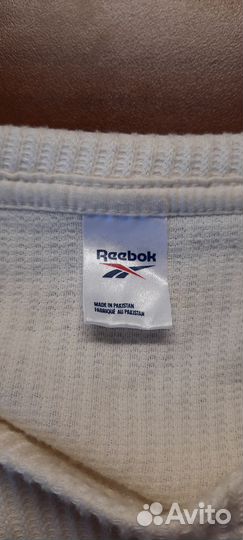 Reebok
MADE IN PAKISTAN
FABRIQUÉ AU PAKISTAN
Avito